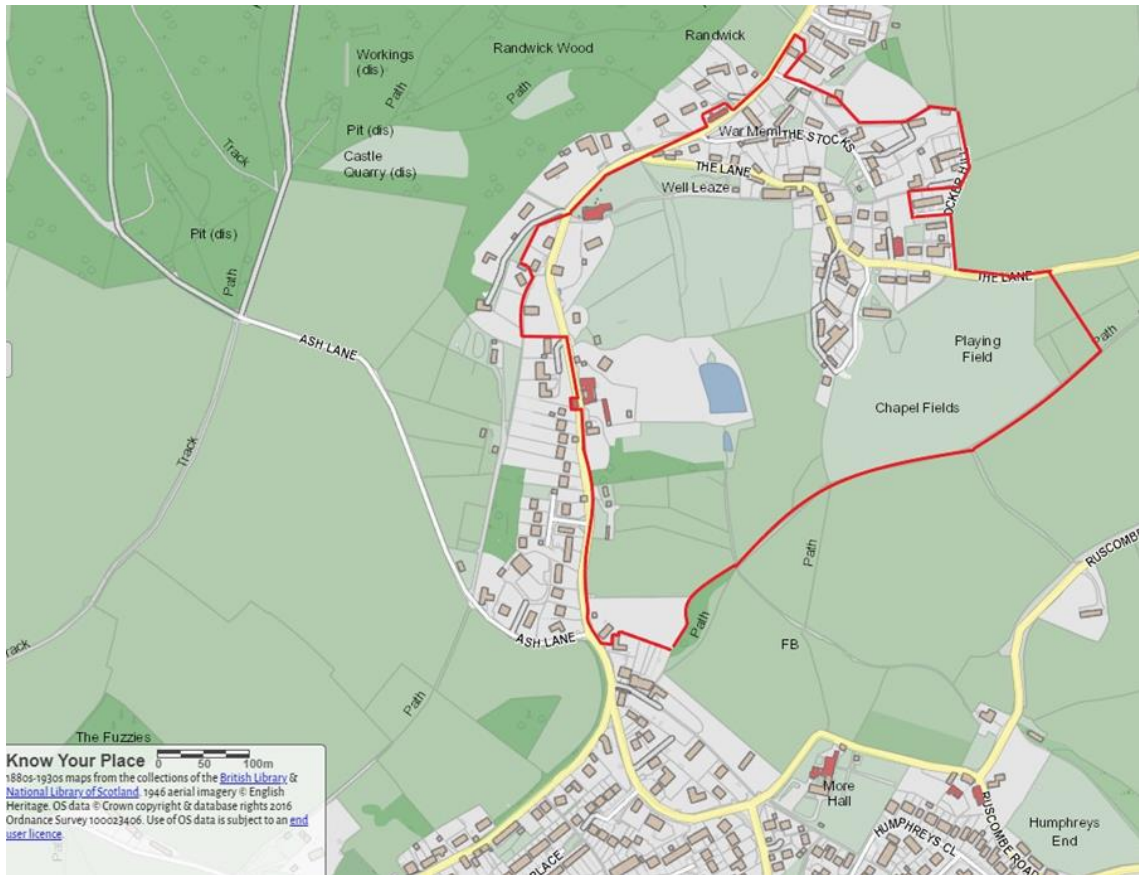 Randwick
Randwick Wood
Workings
(dis)
Path
Path
Pit (dis)
Castle
Quarry (dis)
Track
War Meml
THE STOCKS
THE LANE
Well Leaze
Pit (dis)
Path
THE LANE
ASH LANE
Playing
Field
Path
Chapel Fields
Track
Path
RUSCOMBE
Path
ASH LANE
FB
Track
Path
The Fuzzies
More
Hall
Humphreys
End
HUMPHREYS CL
RUSCOMBE ROAD
PLACE
Know Your Place
0 50 100m
1880s-1930s maps from the collections of the British Library &
National Library of Scotland. 1946 aerial imagery © English
Heritage. OS data © Crown copyright & database rights 2016
Ordnance Survey 100023406. Use of OS data is subject to an end
user licence.
Path